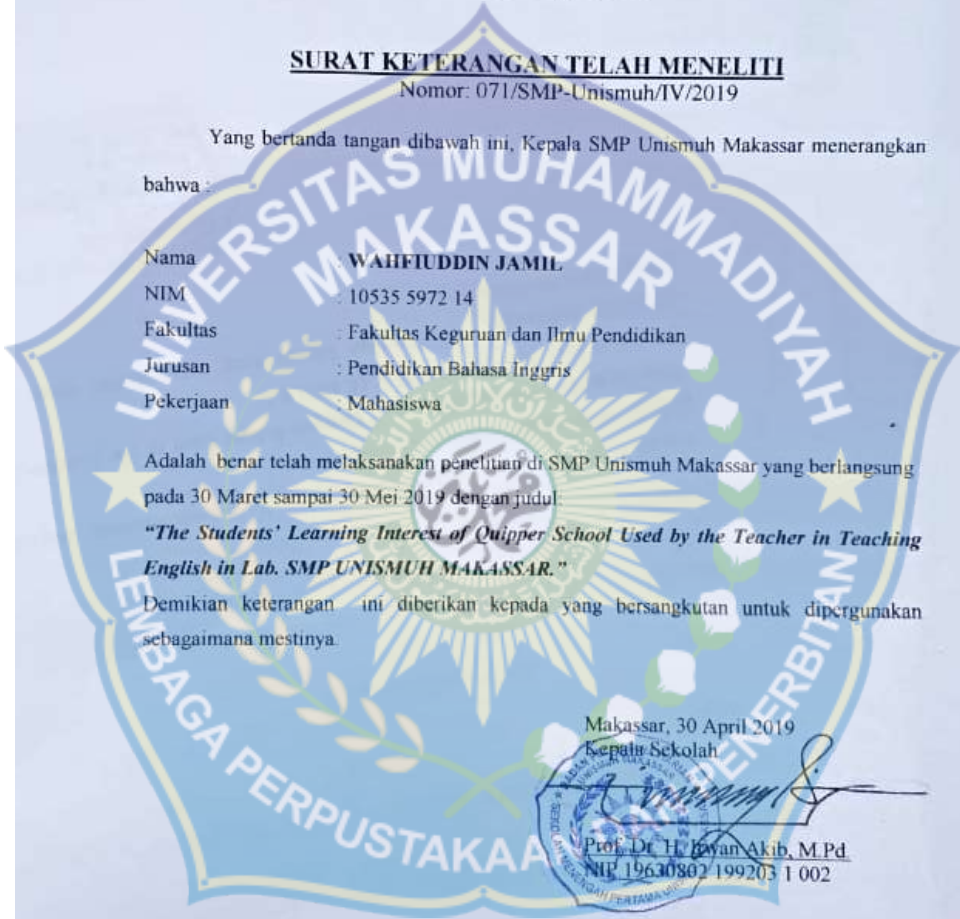 SURAT KETERANGAN TELAH MENELITI
Nomor: 071/SMP-Unismuh/IV/2019
Yang bertanda tangan dibawah ini, Kepala SMP Unismuh Makassar menerangkan
bahwa :
Nama : WAHFIUDDIN JAMIL
NIM : 10535 5972 14
Fakultas : Fakultas Keguruan dan Ilmu Pendidikan
Jurusan : Pendidikan Bahasa Inggris
Pekerjaan : Mahasiswa
Adalah benar telah melaksanakan penelitian di SMP Unismuh Makassar yang berlangsung
pada 30 Maret sampai 30 Mei 2019 dengan judul:
“The Students’ Learning Interest of Quipper School Used by the Teacher in Teaching
English in Lab. SMP UNISMUH MAKASSAR.”
Demikian keterangan ini diberikan kepada yang bersangkutan untuk dipergunakan
sebagaimana mestinya.
Makassar, 30 April 2019
Kepala Sekolah
Prof. Dr. H. Irwan Akib, M.Pd
NIP 19630802 199203 1 002
UNIVERSITAS MUHAMMADIYAH
MAKASSAR
LEMBAGA PERPUSTAKAAN PENERBITAN